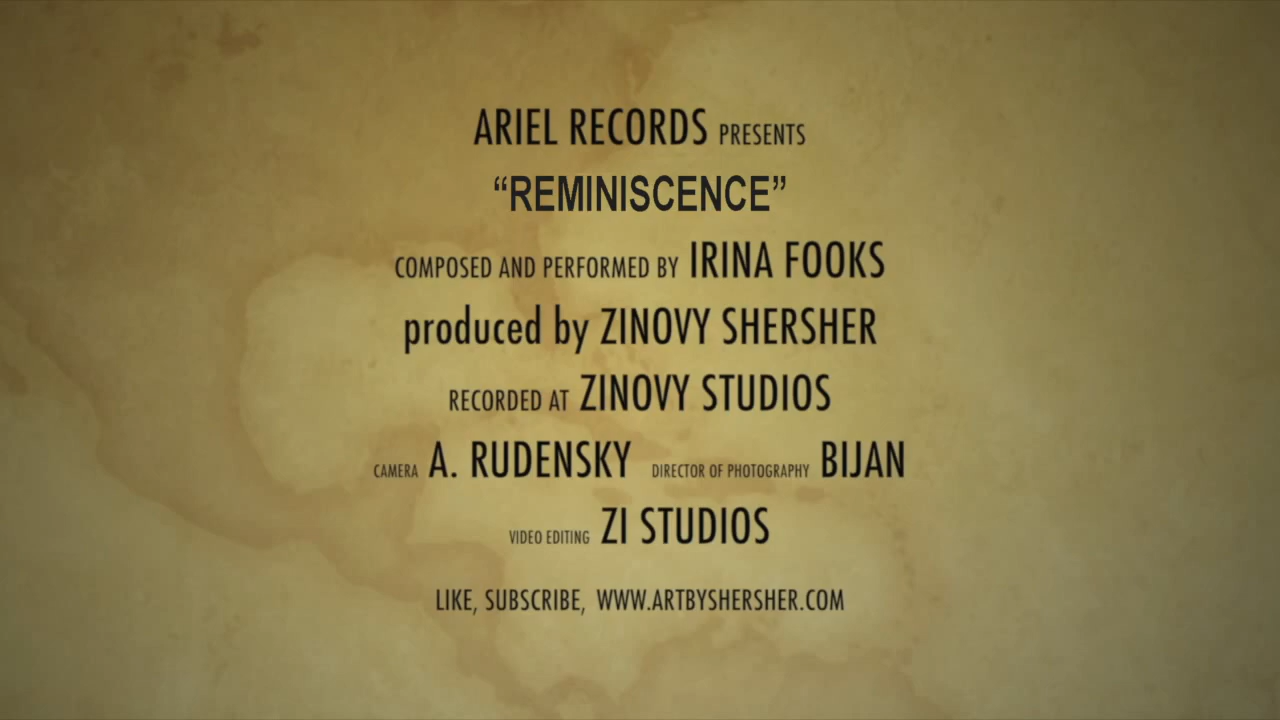 ARIEL RECORDS PRESENTS
“REMINISCENCE”
COMPOSED AND PERFORMED BY IRINA FOOKS
produced by ZINOVY SHERSHER
RECORDED AT ZINOVY STUDIOS
CAMERA A. RUDENSKY DIRECTOR OF PHOTOGRAPHY BIJAN
VIDEO EDITING ZI STUDIOS
LIKE, SUBSCRIBE, WWW.ARTBYSHERSHER.COM